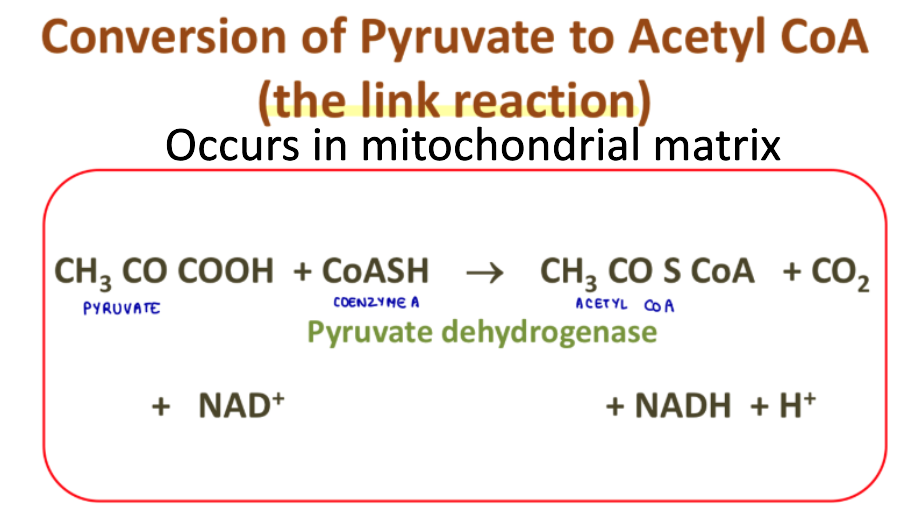 Conversion of Pyruvate to Acetyl CoA
(the link reaction)
Occurs in mitochondrial matrix
CH₃ CO COOH + CoASH → CH₃ CO S CoA + CO₂
PYRUVATE COENZYME A ACETYL COA
Pyruvate dehydrogenase
+ NAD⁺ + NADH + H⁺